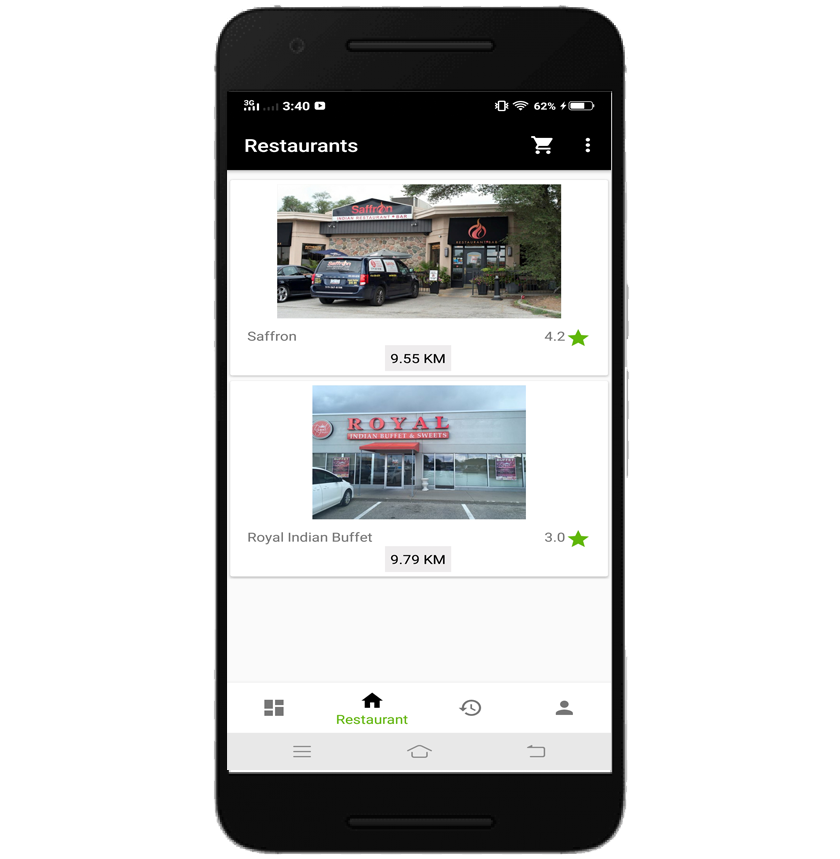 3G
3:40
62%
Restaurants
Saffron
INDIAN RESTAURANT • BAR
Saffron
4.2
9.55 KM
ROYAL
INDIAN BUFFET & SWEETS
Royal Indian Buffet
3.0
9.79 KM
Restaurant